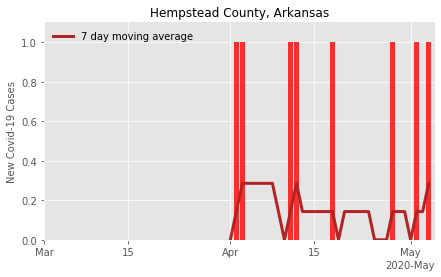 Hempstead County, Arkansas
7 day moving average
New Covid-19 Cases
1.0
0.8
0.6
0.4
0.2
0.0
Mar 15 Apr 15 May
2020-May